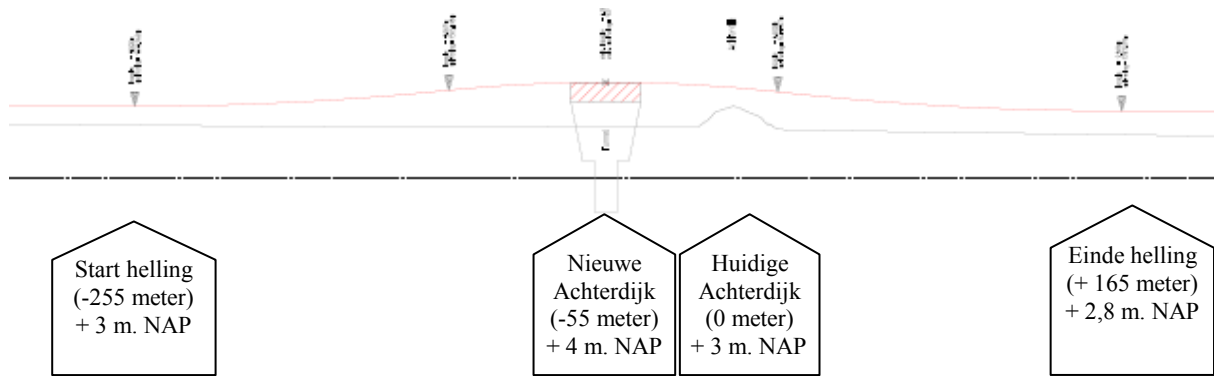 Start helling
(-255 meter)
+ 3 m. NAP
Nieuwe
Achterdijk
(-55 meter)
+ 4 m. NAP
Huidige
Achterdijk
(0 meter)
+ 3 m. NAP
Einde helling
(+ 165 meter)
+ 2,8 m. NAP